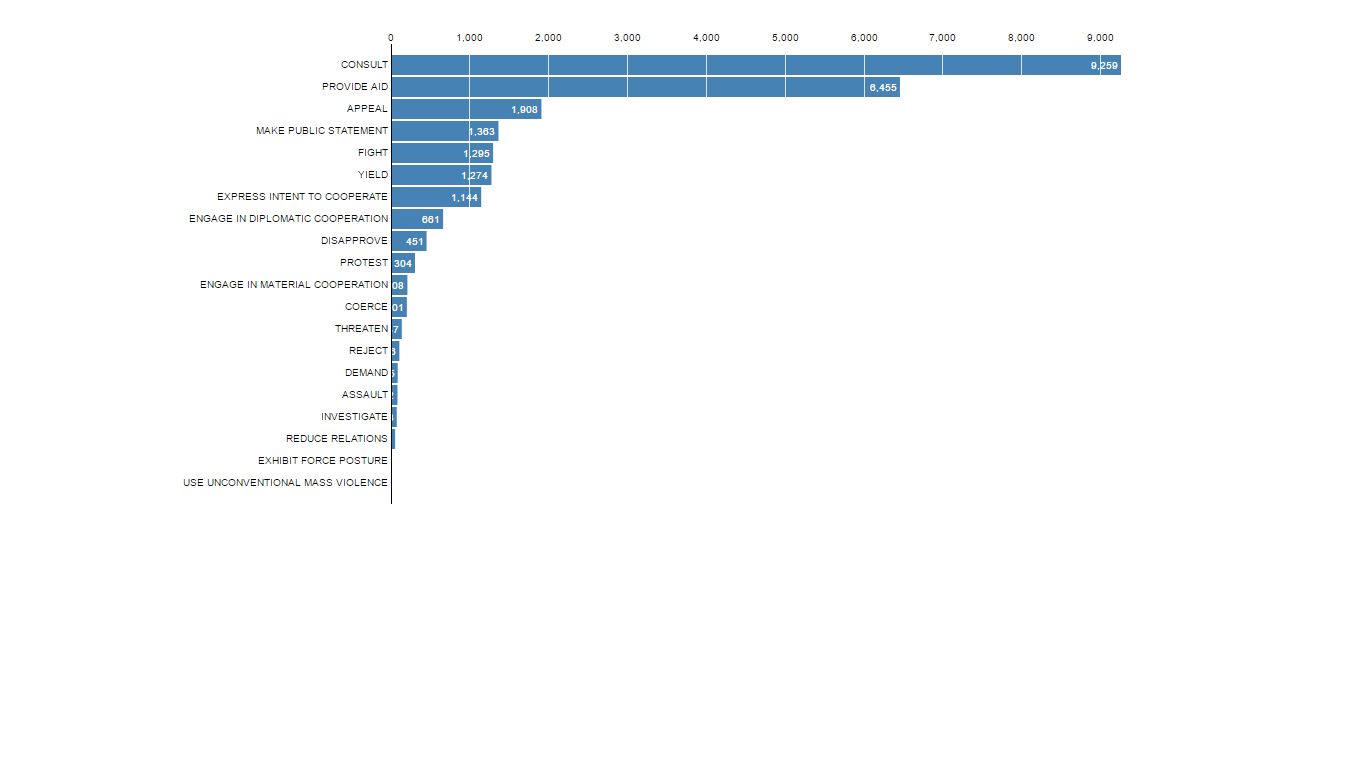 0 1,000 2,000 3,000 4,000 5,000 6,000 7,000 8,000 9,000
CONSULT 9,259
PROVIDE AID 6,455
APPEAL 1,908
MAKE PUBLIC STATEMENT 1,363
FIGHT 1,295
YIELD 1,274
EXPRESS INTENT TO COOPERATE 1,144
ENGAGE IN DIPLOMATIC COOPERATION 661
DISAPPROVE 451
PROTEST 304
ENGAGE IN MATERIAL COOPERATION 08
COERCE 01
THREATEN 7
REJECT
DEMAND
ASSAULT
INVESTIGATE
REDUCE RELATIONS
EXHIBIT FORCE POSTURE
USE UNCONVENTIONAL MASS VIOLENCE